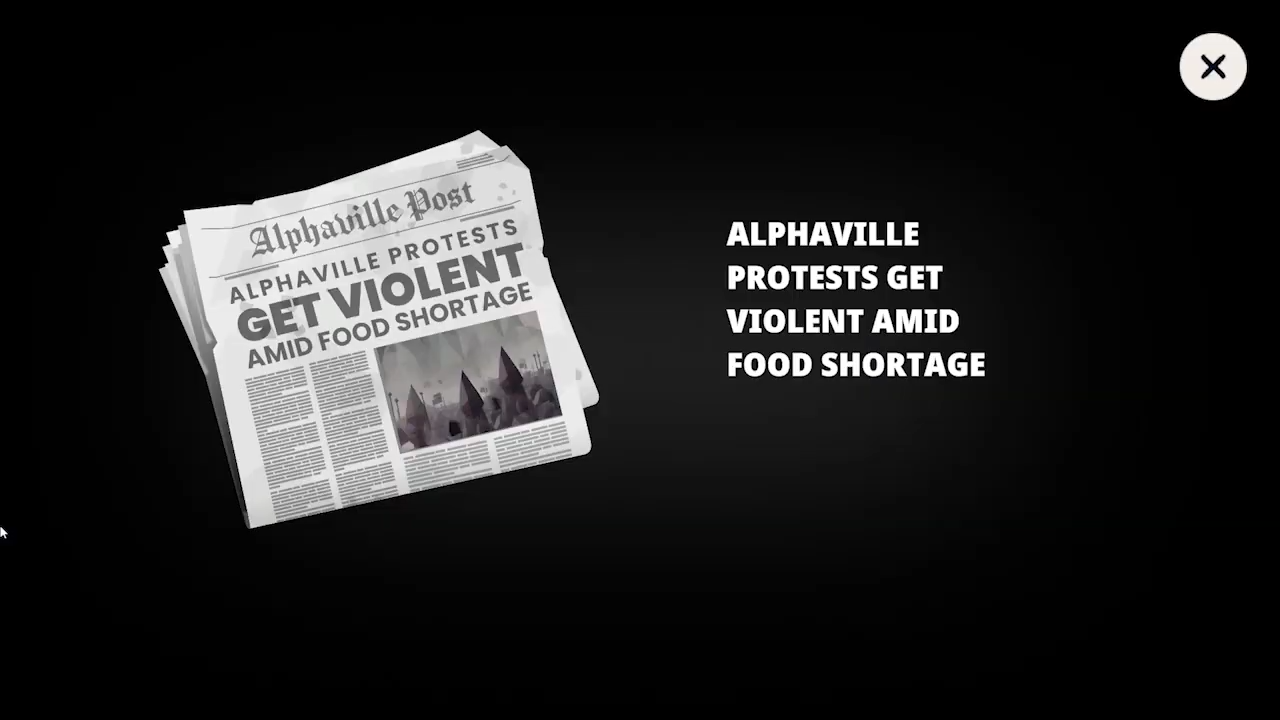 Alphaville Post
ALPHAVILLE PROTESTS
GET VIOLENT
AMID FOOD SHORTAGE
ALPHAVILLE
PROTESTS GET
VIOLENT AMID
FOOD SHORTAGE